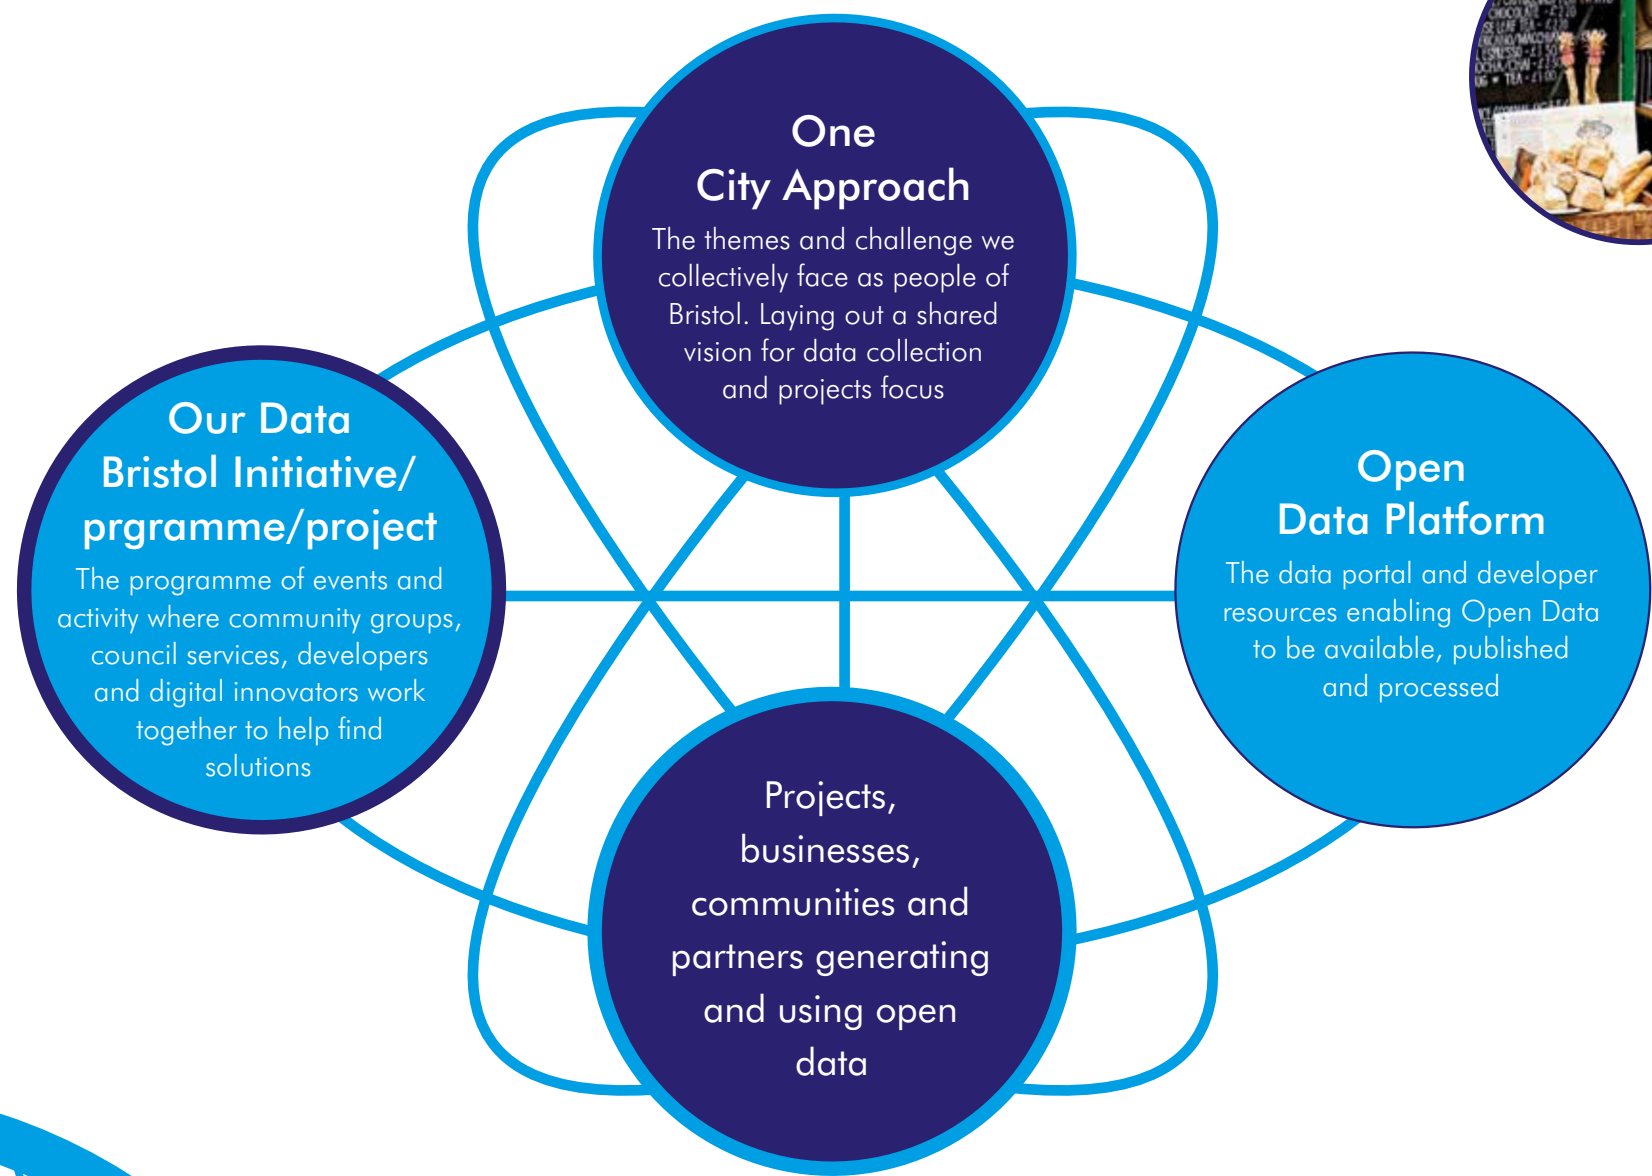 One
City Approach
The themes and challenge we
collectively face as people of
Bristol. Laying out a shared
vision for data collection
and projects focus
Our Data
Bristol Initiative/
prgramme/project
The programme of events and
activity where community groups,
council services, developers
and digital innovators work
together to help find
solutions
Open
Data Platform
The data portal and developer
resources enabling Open Data
to be available, published
and processed
Projects,
businesses,
communities and
partners generating
and using open
data
CHOCOLATE
TEA